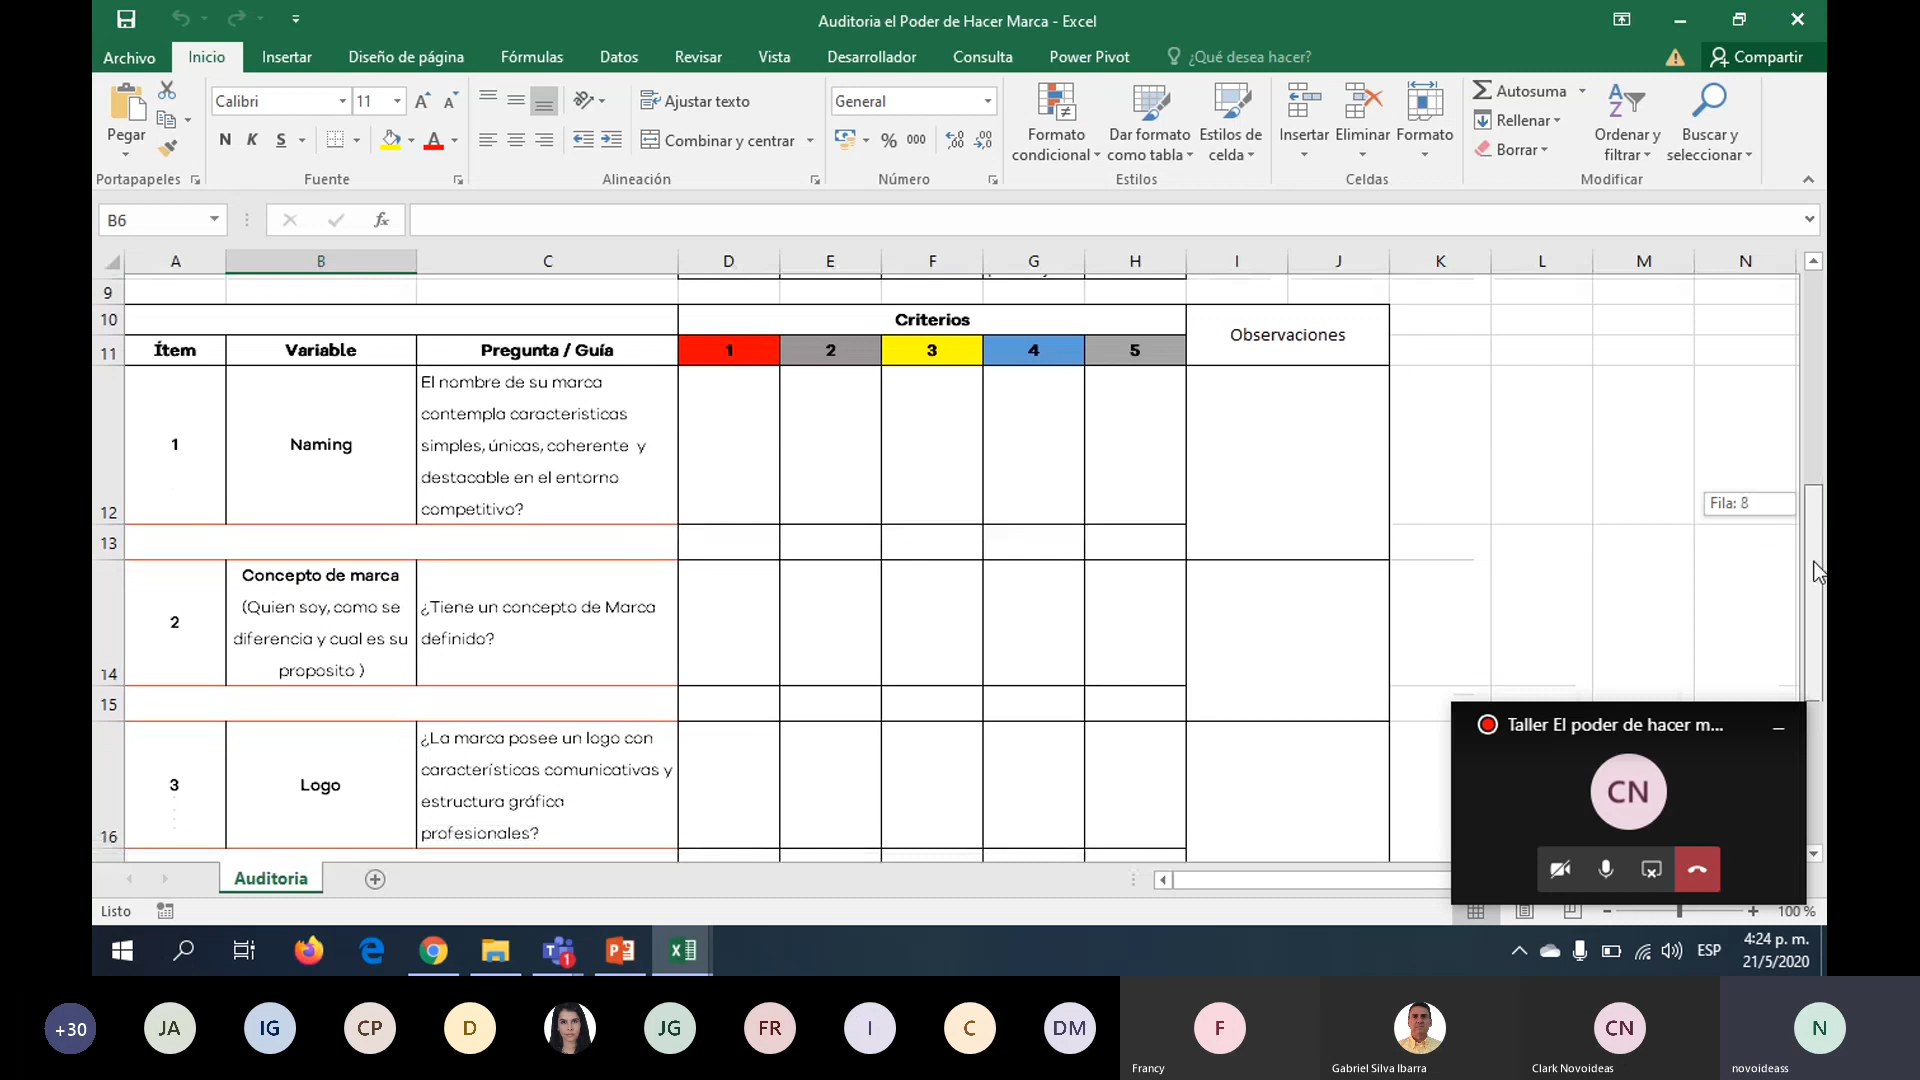 Auditoria el Poder de Hacer Marca - Excel
Archivo Inicio Insertar Diseño de página Fórmulas Datos Revisar Vista Desarrollador Consulta Power Pivot ¿Qué desea hacer? Compartir
Pegar
Portapapeles
Calibri 11
N K S
Fuente
Ajustar texto
Combinar y centrar
Alineación
General
% 000
Número
Formato condicional
Dar formato como tabla
Estilos de celda
Estilos
Insertar Eliminar Formato
Celdas
Autosuma
Rellenar
Borrar
Ordenar y filtrar
Buscar y seleccionar
Modificar
B6
fx
A B C D E F G H I J K L M N
9
10 Criterios Observaciones
11 Ítem Variable Pregunta / Guía 1 2 3 4 5
El nombre de su marca
contempla caracteristicas
1 Naming simples, únicas, coherente y
destacable en el entorno
12 competitivo?
Fila: 8
13
Concepto de marca
(Quien soy, como se
2 diferencia y cual es su
proposito )
¿Tiene un concepto de Marca
definido?
14
15
¿La marca posee un logo con
características comunicativas y
3 Logo estructura gráfica
16 profesionales?
Taller El poder de hacer m...
CN
Auditoria
Listo
100 %
1
ESP
4:24 p. m.
21/5/2020
+30 JA IG CP D JG FR I C DM F CN N
Francy Gabriel Silva Ibarra Clark Novoideas novoideass